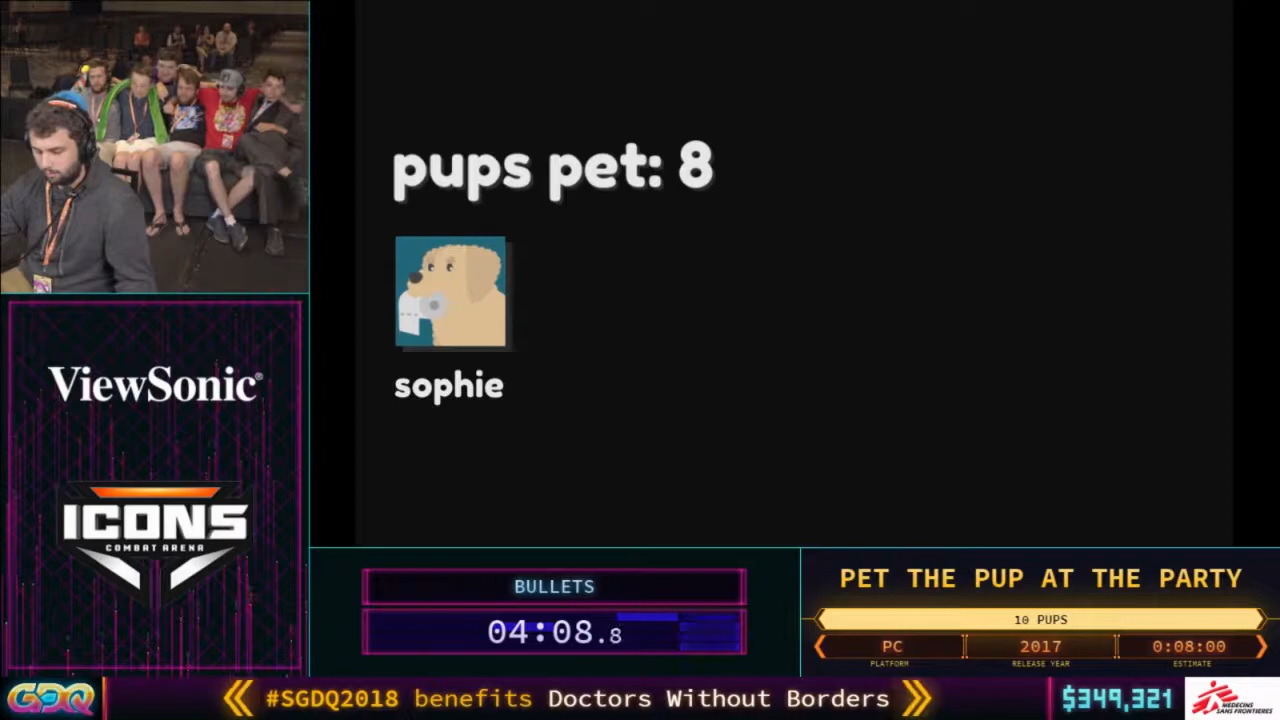 pups pet: 8
sophie
ViewSonic®
ICONS
COMBAT ARENA
BULLETS
04:08.8
PET THE PUP AT THE PARTY
10 PUPS
PC
PLATFORM
2017
RELEASE YEAR
0:08:00
ESTIMATE
GDQ
#SGDQ2018 benefits Doctors Without Borders
$349,321
MEDECINS
SANS FRONTIERES